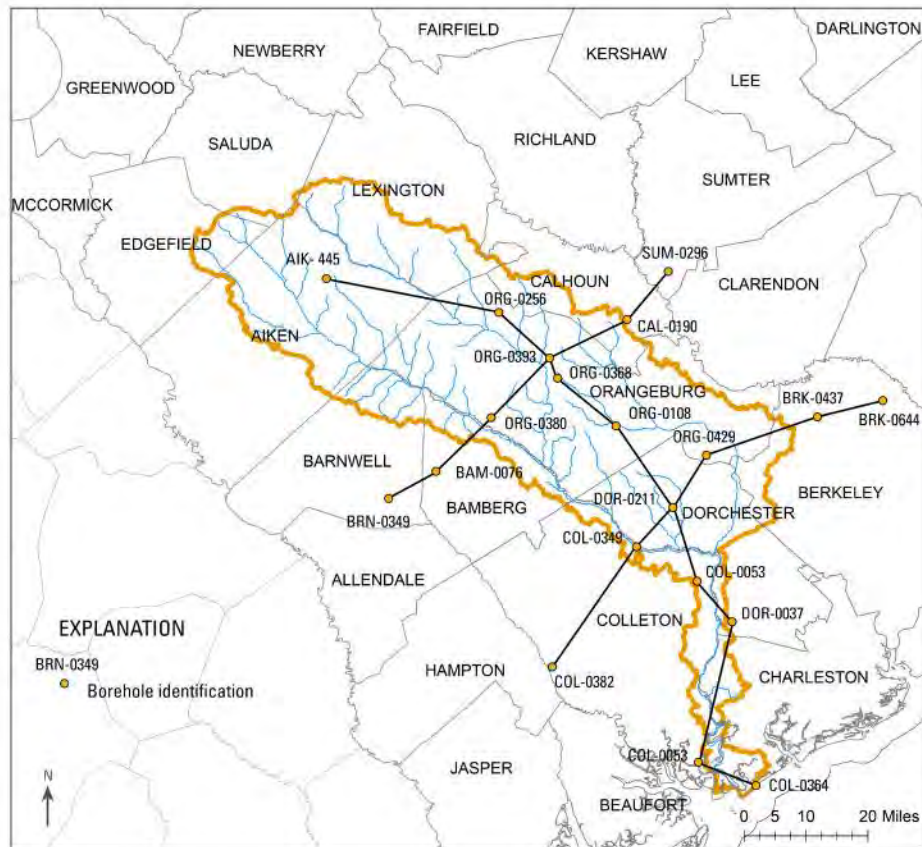 FAIRFIELD
DARLINGTON
NEWBERRY
KERSHAW
LEE
GREENWOOD
RICHLAND
SALUDA
SUMTER
LEXINGTON
MCCORMICK
EDGEFIELD
SUM-0296
AIK- 445
CALHOUN
CLARENDON
ORG-0256
CAL-0190
AIKEN
ORG-0393
ORG-0368
ORANGEBURG
BRK-0437
BRK-0644
ORG-0380
ORG-0108
ORG-0429
BARNWELL
BAM-0076
BERKELEY
BRN-0349
BAMBERG
DOR-0211
DORCHESTER
COL-0349
ALLENDALE
COL-0053
COLLETON
DOR-0037
EXPLANATION
BRN-0349
Borehole identification
HAMPTON
COL-0382
CHARLESTON
COL-0053
JASPER
COL-0364
BEAUFORT
N
0 5 10 20 Miles